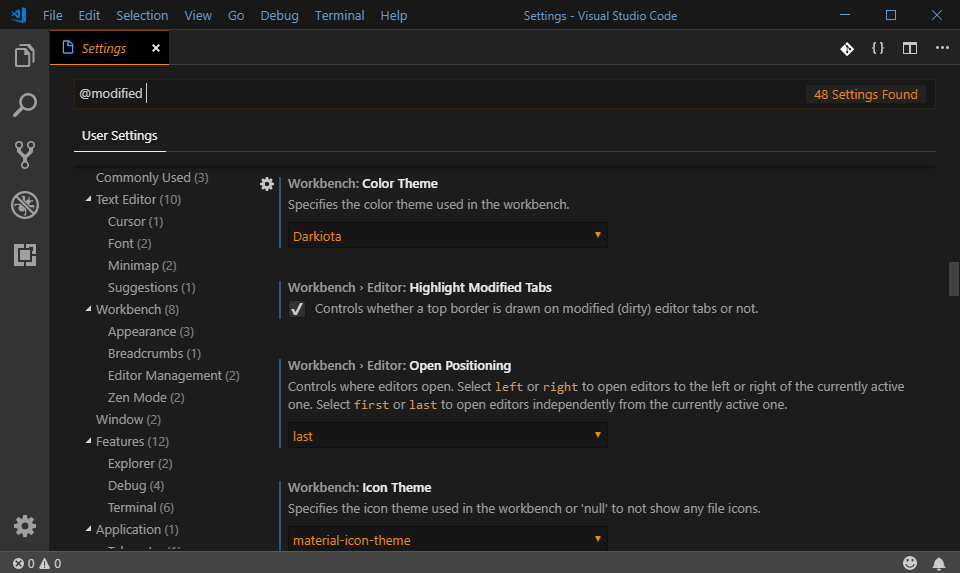 File Edit Selection View Go Debug Terminal Help Settings - Visual Studio Code
Settings
@modified
48 Settings Found
User Settings
Commonly Used (3)
Text Editor (10)
Cursor (1)
Font (2)
Minimap (2)
Suggestions (1)
Workbench (8)
Appearance (3)
Breadcrumbs (1)
Editor Management (2)
Zen Mode (2)
Window (2)
Features (12)
Explorer (2)
Debug (4)
Terminal (6)
Application (1)
Workbench: Color Theme
Specifies the color theme used in the workbench.
Darkiota
Workbench › Editor: Highlight Modified Tabs
Controls whether a top border is drawn on modified (dirty) editor tabs or not.
Workbench › Editor: Open Positioning
Controls where editors open. Select left or right to open editors to the left or right of the currently active
one. Select first or last to open editors independently from the currently active one.
last
Workbench: Icon Theme
Specifies the icon theme used in the workbench or 'null' to not show any file icons.
material-icon-theme
0 0